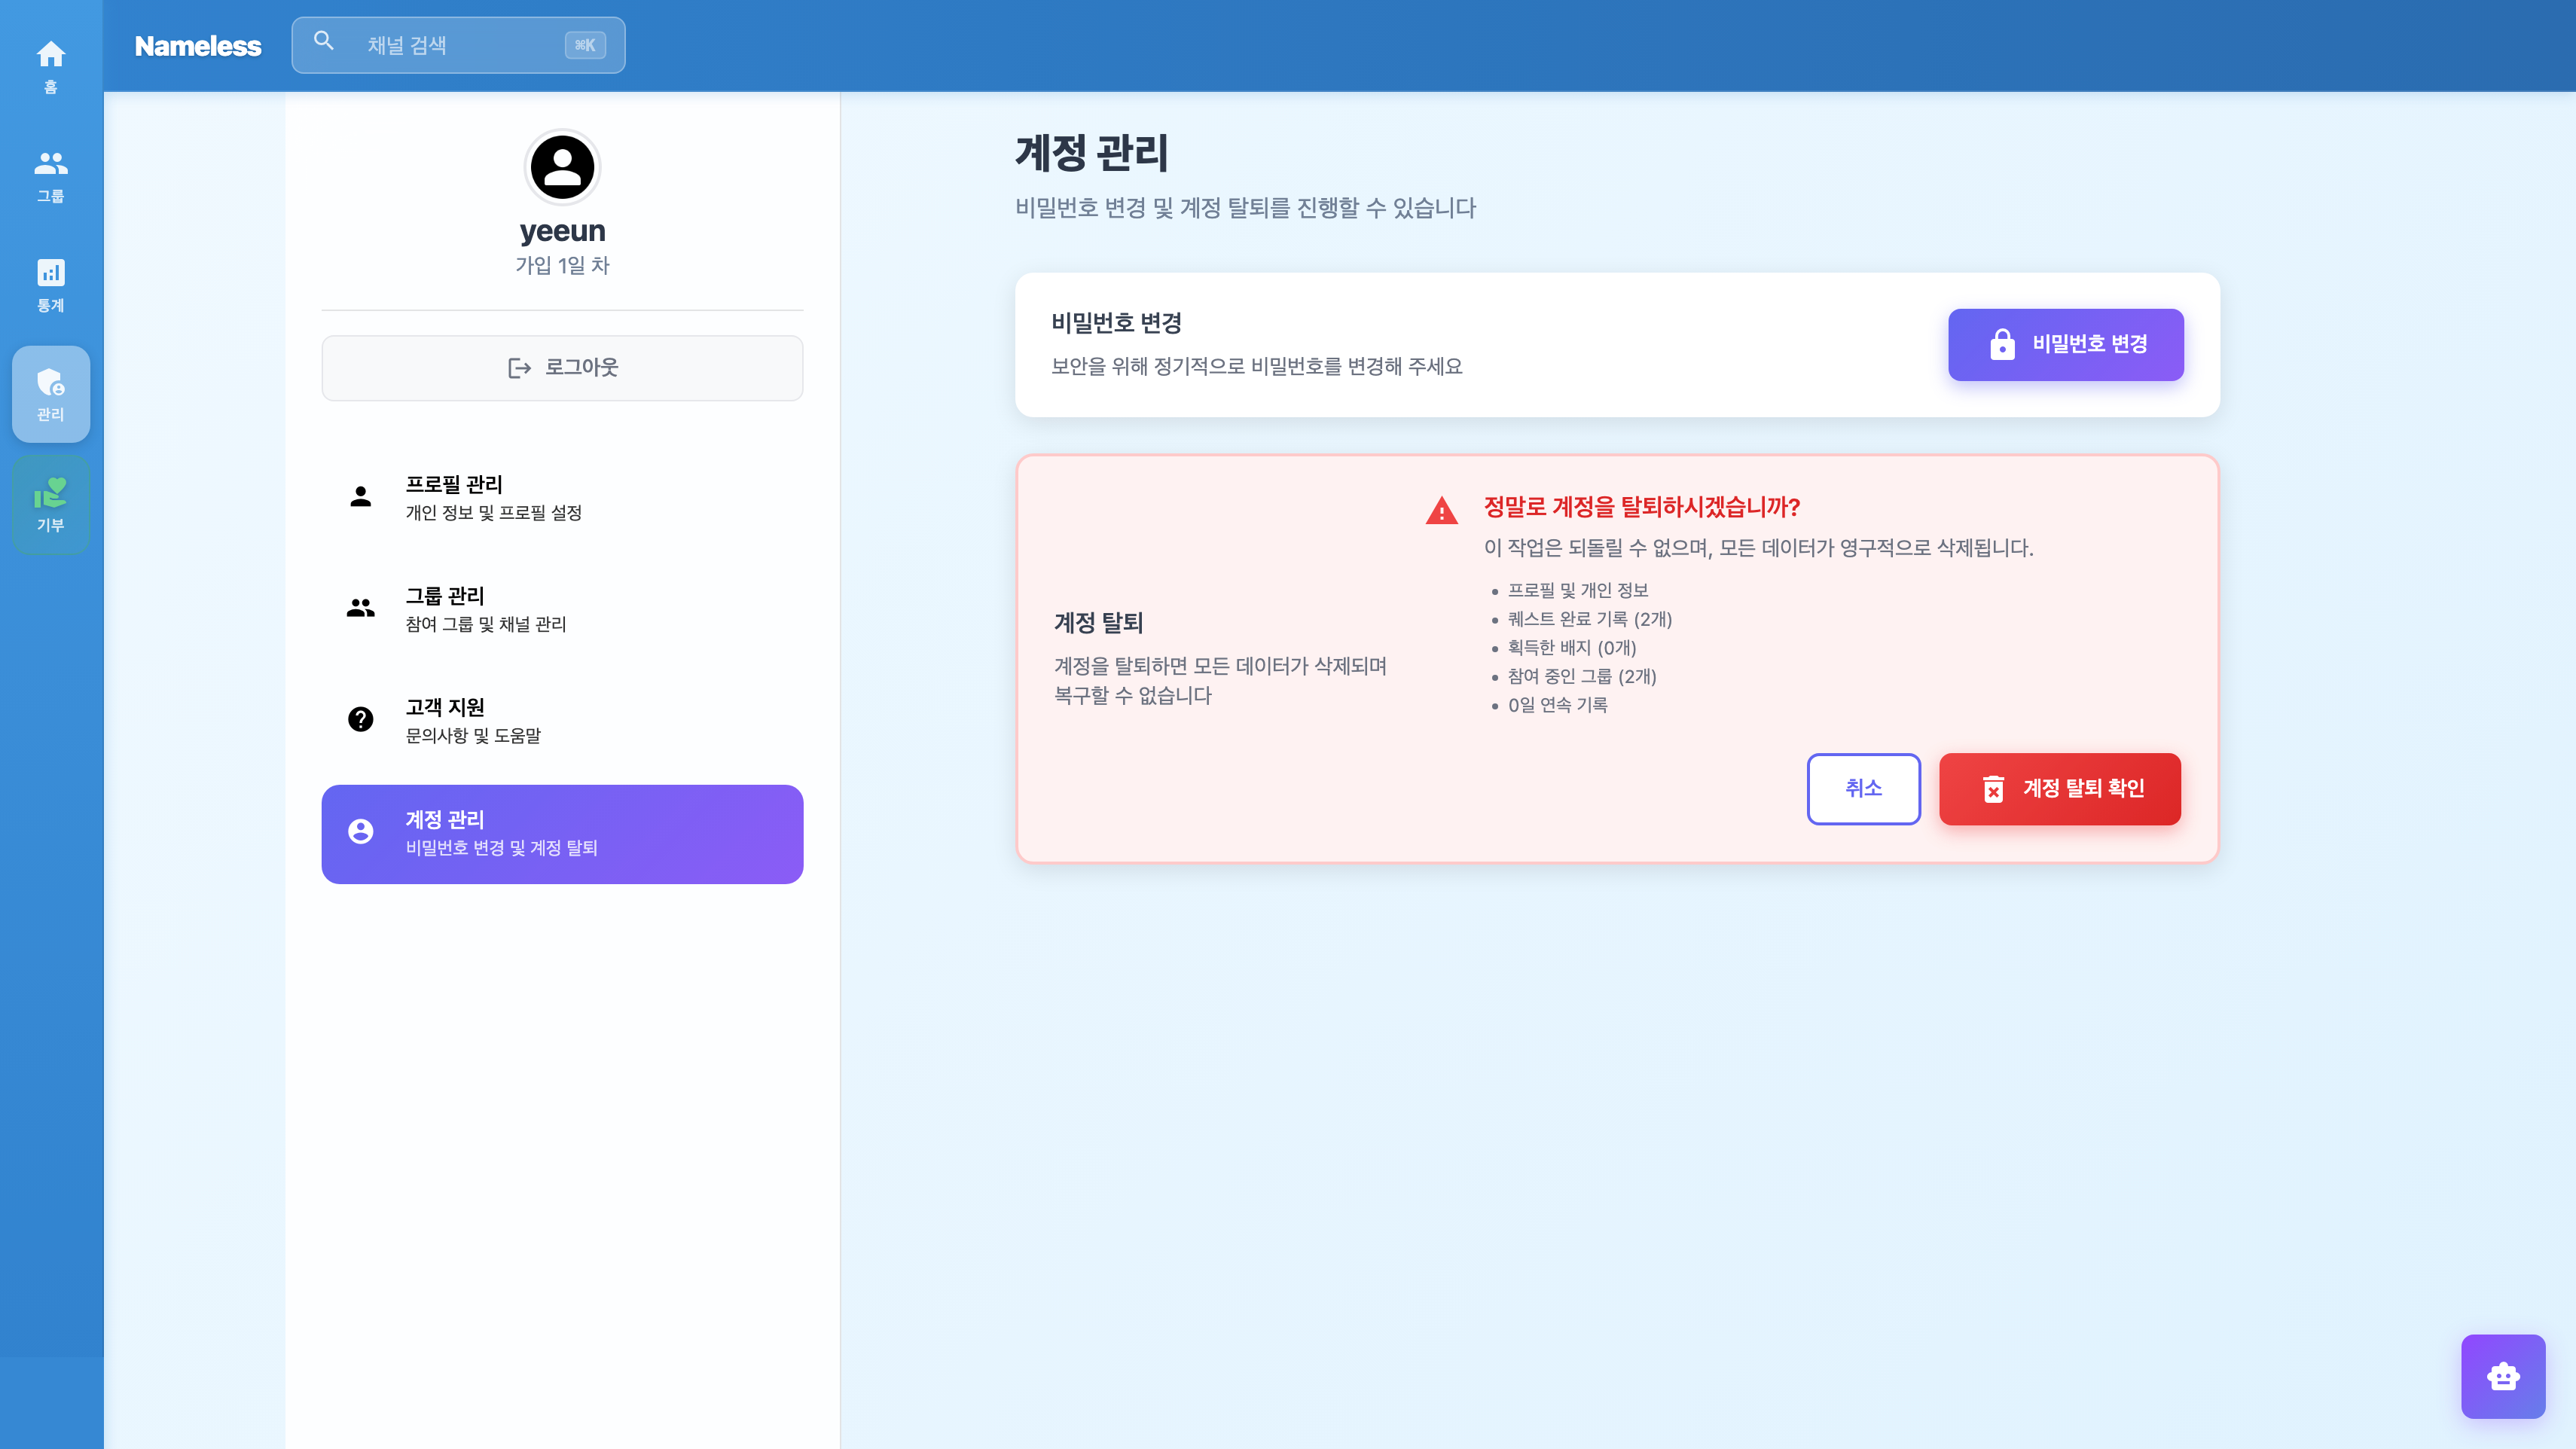 Nameless
채널 검색
⌘K
홈
그룹
통계
관리
기부
yeeun
가입 1일 차
로그아웃
프로필 관리
개인 정보 및 프로필 설정
그룹 관리
참여 그룹 및 채널 관리
고객 지원
문의사항 및 도움말
계정 관리
비밀번호 변경 및 계정 탈퇴
계정 관리
비밀번호 변경 및 계정 탈퇴를 진행할 수 있습니다
비밀번호 변경
보안을 위해 정기적으로 비밀번호를 변경해 주세요
비밀번호 변경
계정 탈퇴
계정을 탈퇴하면 모든 데이터가 삭제되며
복구할 수 없습니다
정말로 계정을 탈퇴하시겠습니까?
이 작업은 되돌릴 수 없으며, 모든 데이터가 영구적으로 삭제됩니다.
• 프로필 및 개인 정보
• 퀘스트 완료 기록 (2개)
• 획득한 배지 (0개)
• 참여 중인 그룹 (2개)
• 0일 연속 기록
취소
계정 탈퇴 확인